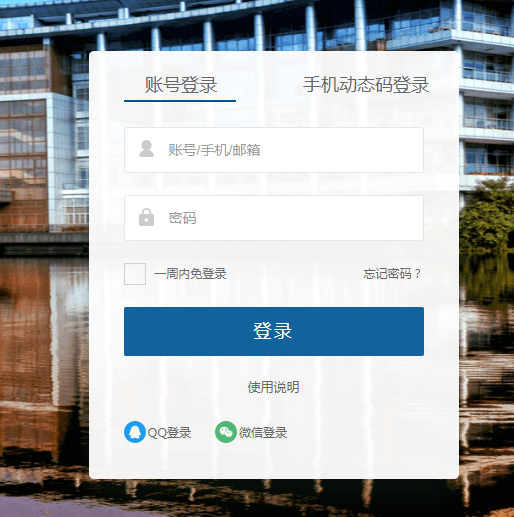 账号登录 手机动态码登录
账号/手机/邮箱
密码
一周内免登录 忘记密码？
登录
使用说明
QQ登录 微信登录